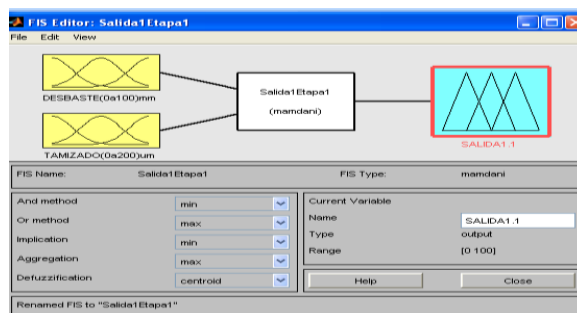 FIS Editor: Salida1Etapa1
File Edit View
DESBASTE(0a100)mm
TAMIZADO(0a200)um
Salida1Etapa1
(mamdani)
SALIDA1.1
FIS Name: Salida1Etapa1 FIS Type: mamdani
And method min
Or method max
Implication min
Aggregation max
Defuzzification centroid
Current Variable
Name SALIDA1.1
Type output
Range [0 100]
Help Close
Renamed FIS to "Salida1Etapa1"